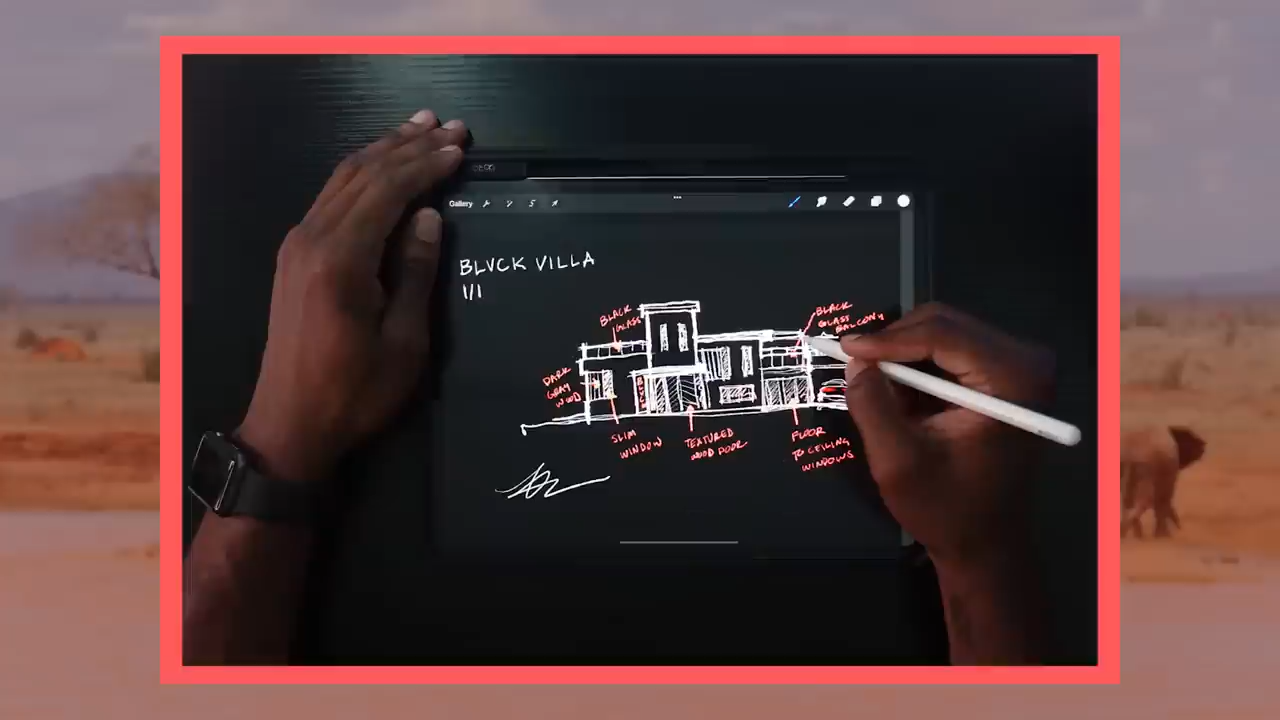 Gallery
BLVCK VILLA
1/1
BLACK
GLASS
BLACK
GLASS
BALCONY
DARK
GRAY
WOOD
SLIM
WINDOW
TEXTURED
WOOD DOOR
FLOOR
TO CEILING
WINDOWS